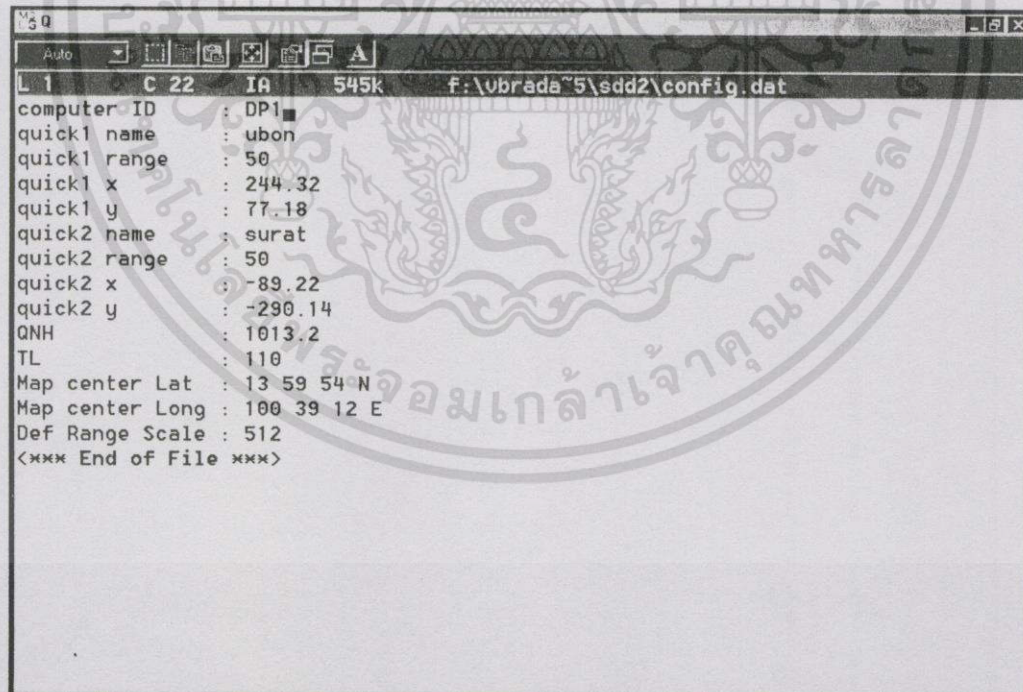 Q
Auto
A
L 1 C 22 IA 545k f:\vbrada~5\sdd2\config.dat
computer ID : DP1
quick1 name : ubon
quick1 range : 50
quick1 x : 244.32
quick1 y : 77.18
quick2 name : surat
quick2 range : 50
quick2 x : -89.22
quick2 y : -290.14
QNH : 1013.2
TL : 110
Map center Lat : 13 59 54 N
Map center Long : 100 39 12 E
Def Range Scale : 512
<*** End of File ***>